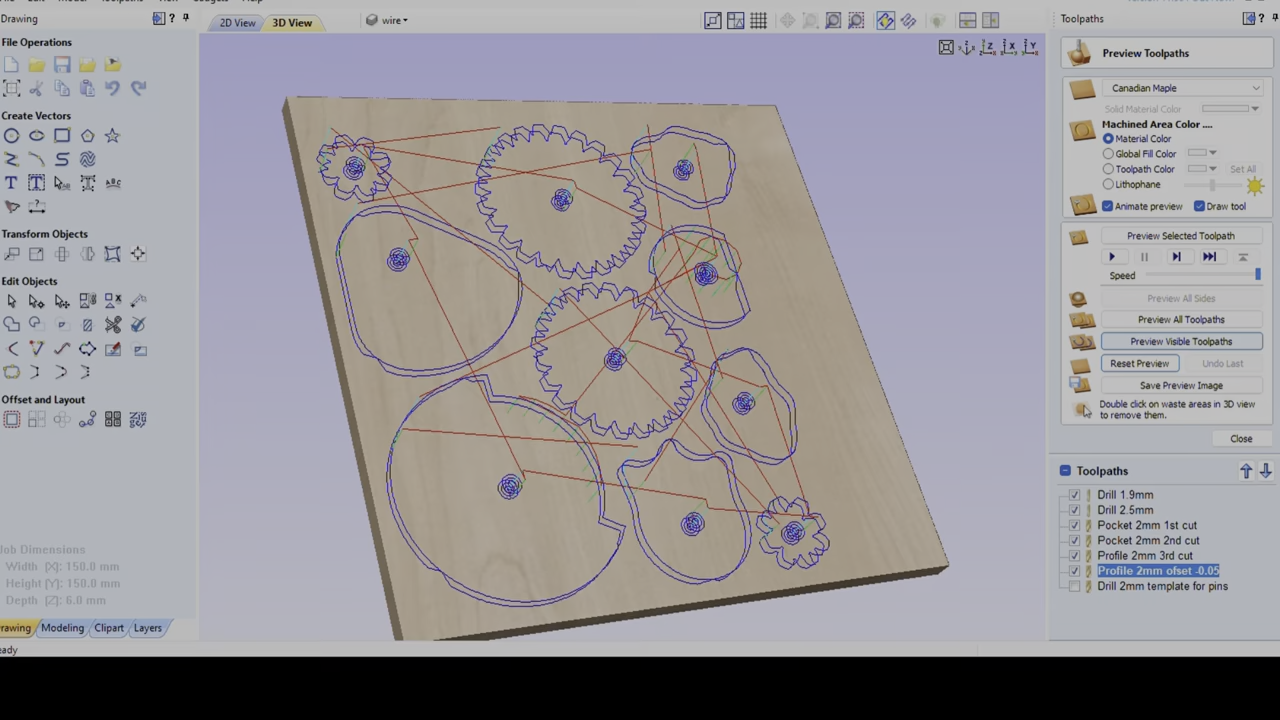 Drawing
2D View
3D View
wire
Toolpaths
File Operations
Create Vectors
Transform Objects
Edit Objects
Offset and Layout
Job Dimensions
Width [X]: 150.0 mm
Height [Y]: 150.0 mm
Depth [Z]: 6.0 mm
rawing
Modeling
Clipart
Layers
eady
Z
X
Y
Preview Toolpaths
Canadian Maple
Solid Material Color
Machined Area Color ....
Material Color
Global Fill Color
Toolpath Color
Set All
Lithophane
Animate preview
Draw tool
Preview Selected Toolpath
Speed
Preview All Sides
Preview All Toolpaths
Preview Visible Toolpaths
Reset Preview
Undo Last
Save Preview Image
Double click on waste areas in 3D view
to remove them.
Close
Toolpaths
Drill 1.9mm
Drill 2.5mm
Pocket 2mm 1st cut
Pocket 2mm 2nd cut
Profile 2mm 3rd cut
Profile 2mm ofset -0.05
Drill 2mm template for pins